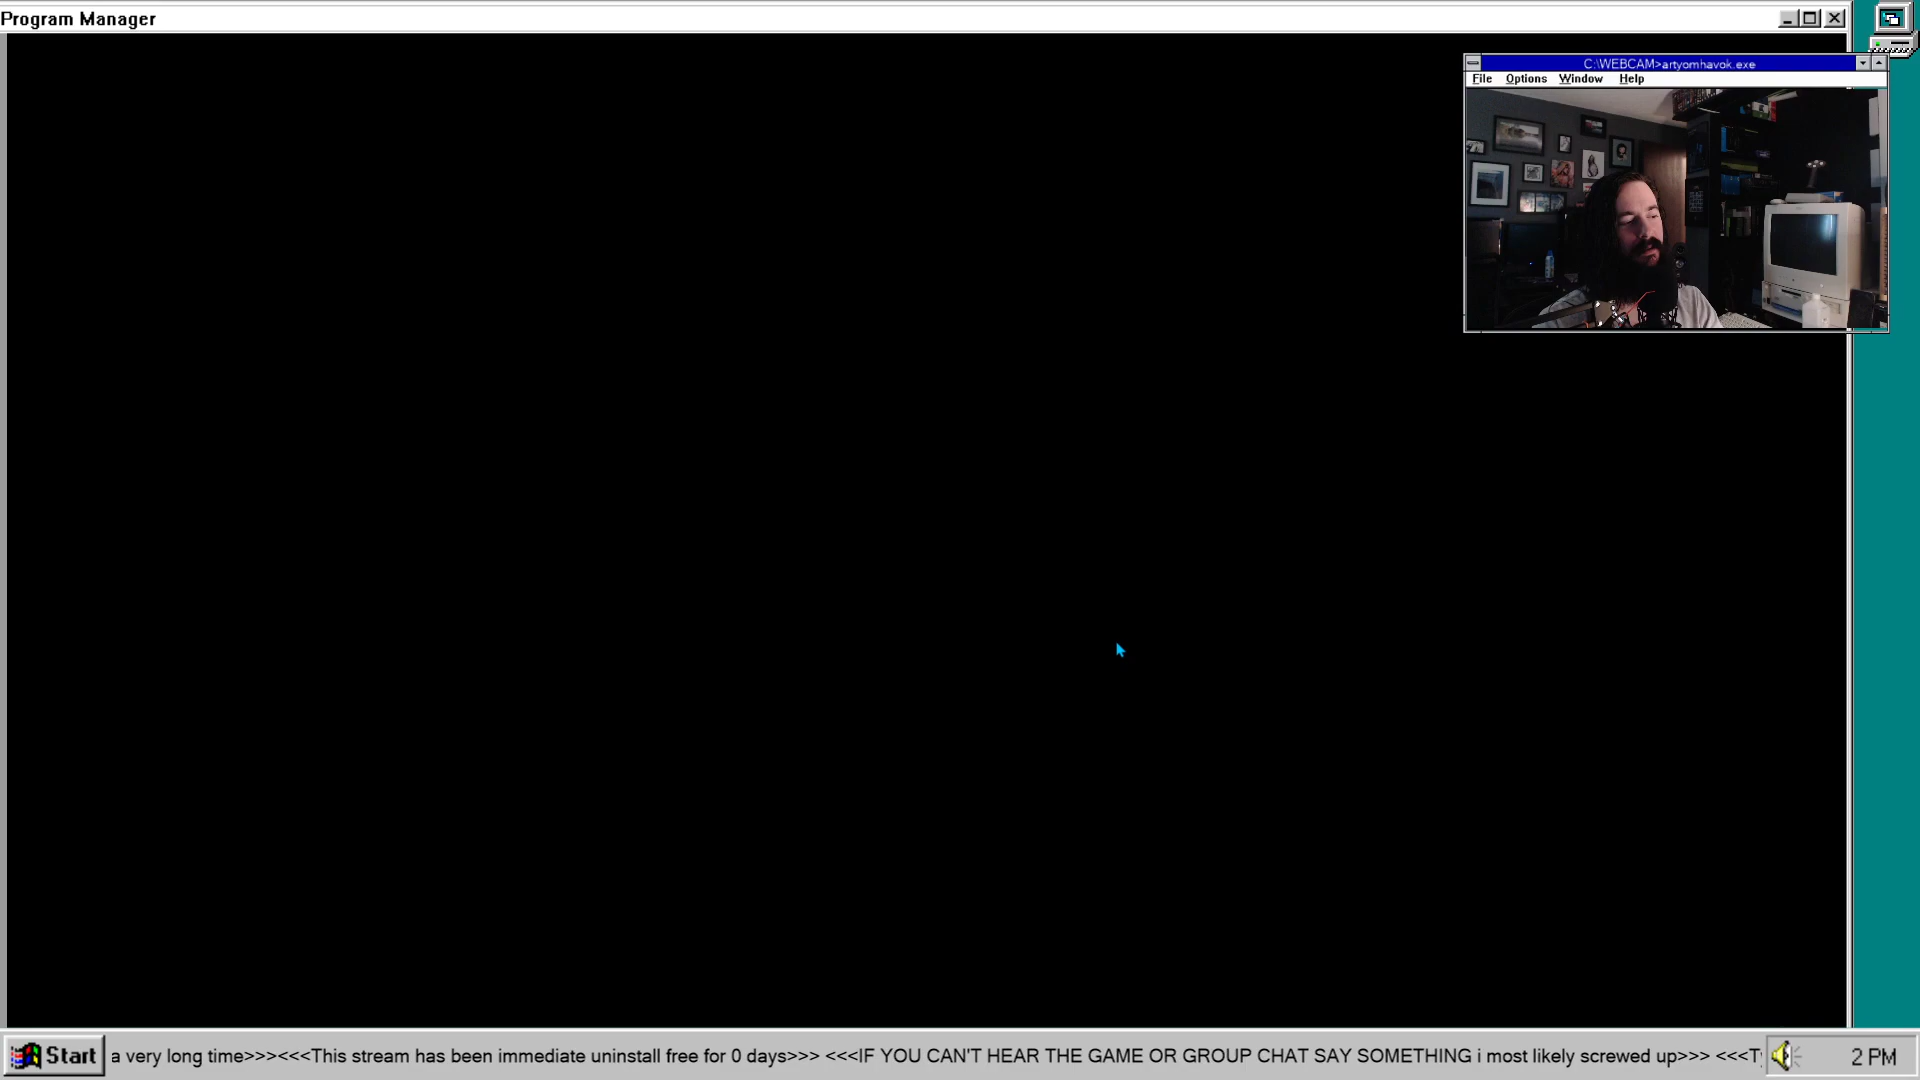 Program Manager
C:\WEBCAM>artyomhavok.exe
File Options Window Help
Start
a very long time>>><<<This stream has been immediate uninstall free for 0 days>>> <<<IF YOU CAN'T HEAR THE GAME OR GROUP CHAT SAY SOMETHING i most likely screwed up>>> <<<T
2 PM